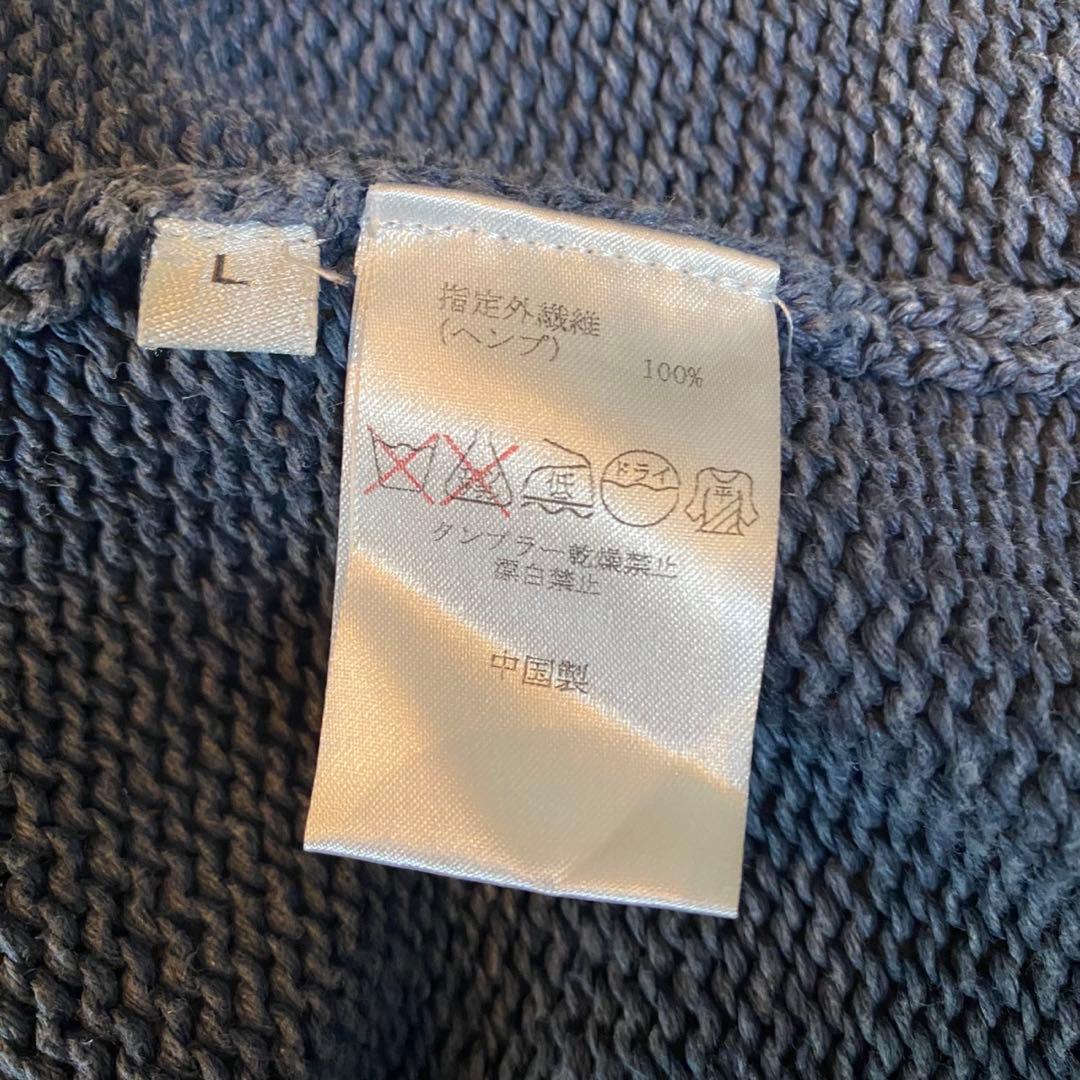 L
指定外繊維
(ヘンプ)
100%
低
ドライ
平
タンブラー乾燥禁止
漂白禁止
中国製